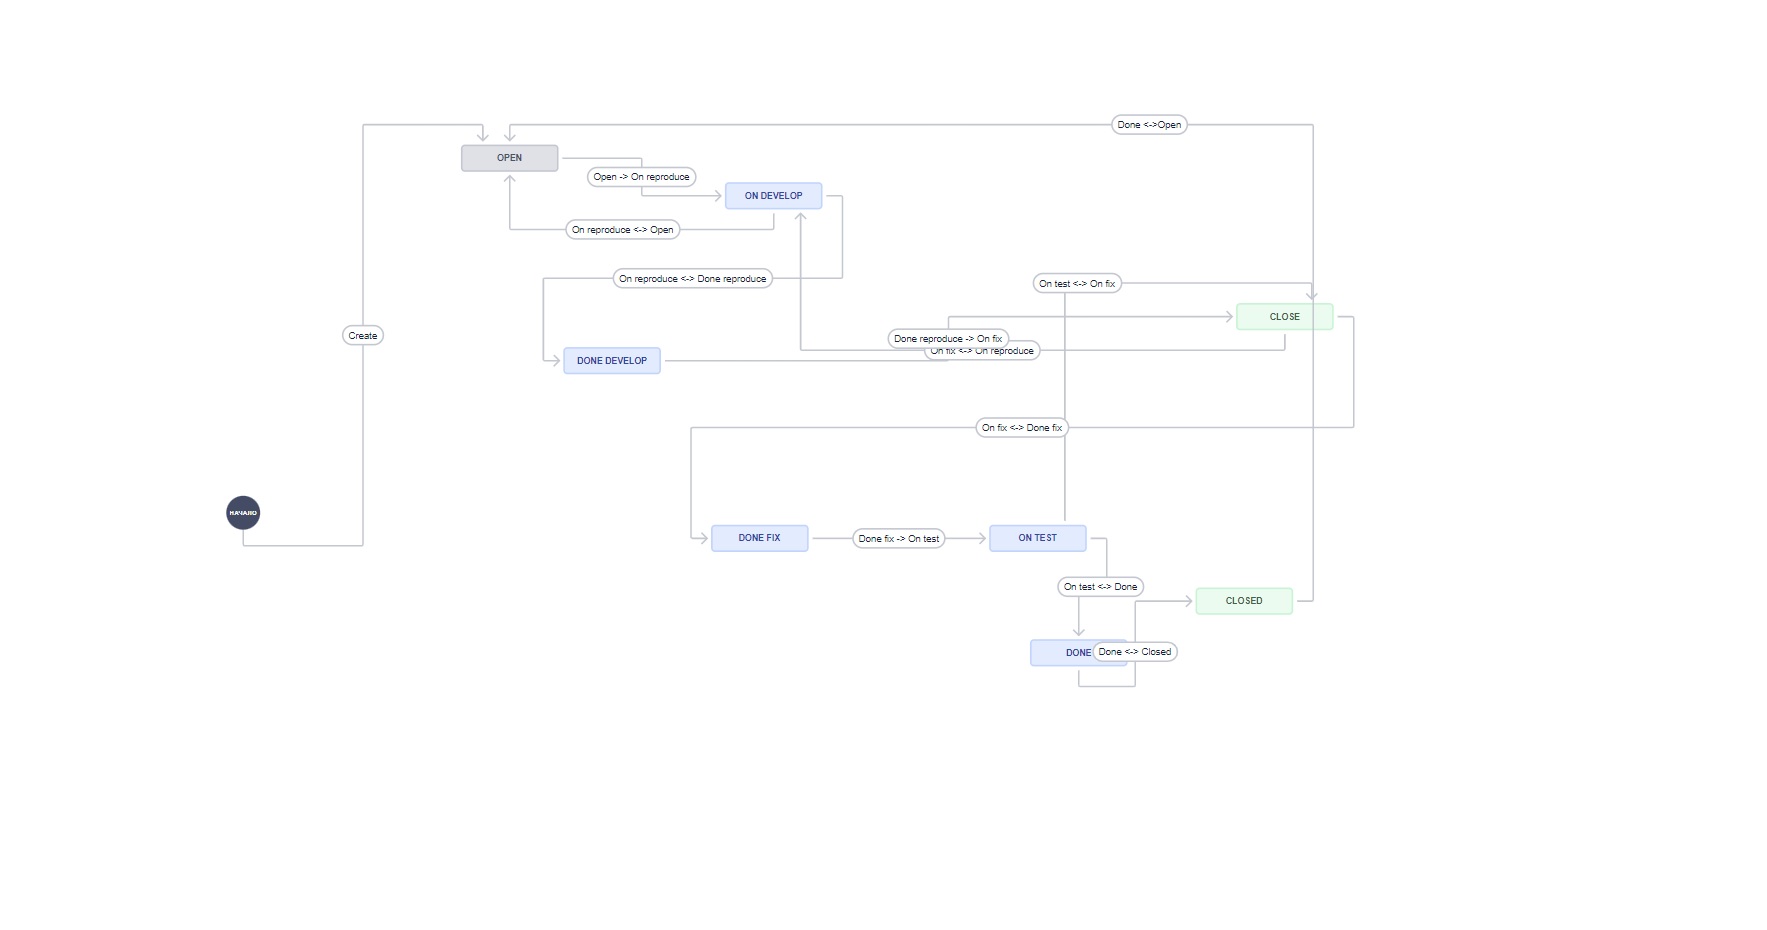 Done <->Open
OPEN
Open -> On reproduce
ON DEVELOP
On reproduce <-> Open
On reproduce <-> Done reproduce
On test <-> On fix
CLOSE
Create
Done reproduce -> On fix
On fix <-> On reproduce
DONE DEVELOP
On fix <-> Done fix
НАЧАЛО
DONE FIX
Done fix -> On test
ON TEST
On test <-> Done
CLOSED
DONE
Done <-> Closed